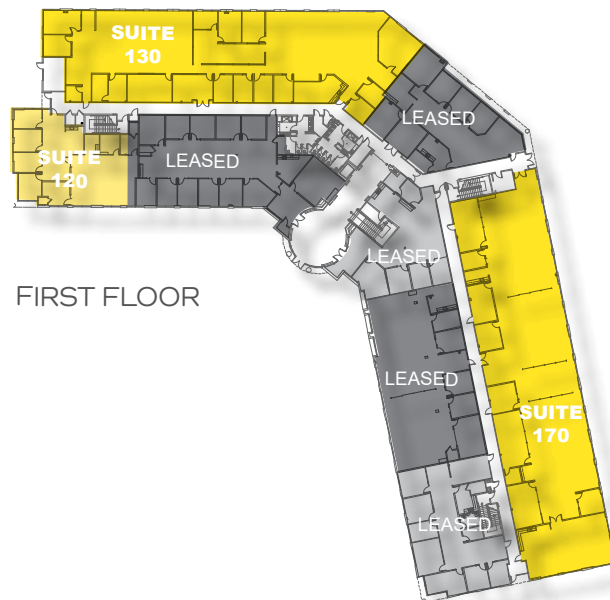 SUITE
130
LEASED
LEASED
SUITE
120
LEASED
FIRST FLOOR
LEASED
SUITE
170
LEASED